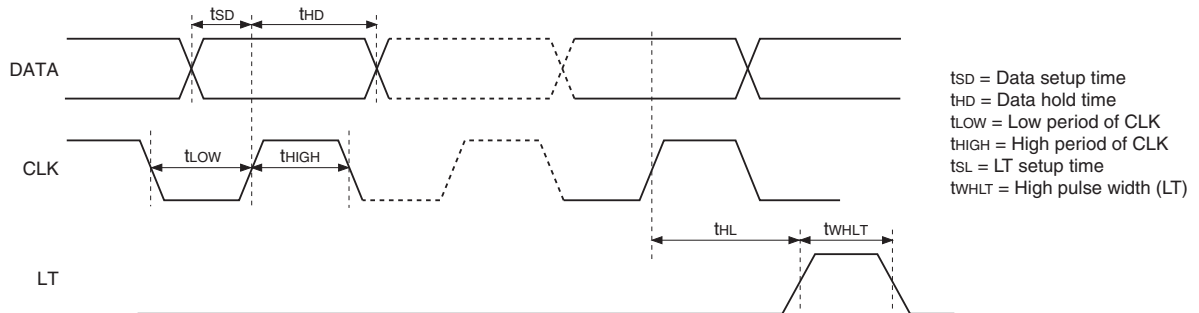 tSD
tHD
DATA
tSD = Data setup time
tHD = Data hold time
tLOW = Low period of CLK
tHIGH = High period of CLK
tSL = LT setup time
tWHLT = High pulse width (LT)
tLOW
tHIGH
CLK
tHL
tWHLT
LT